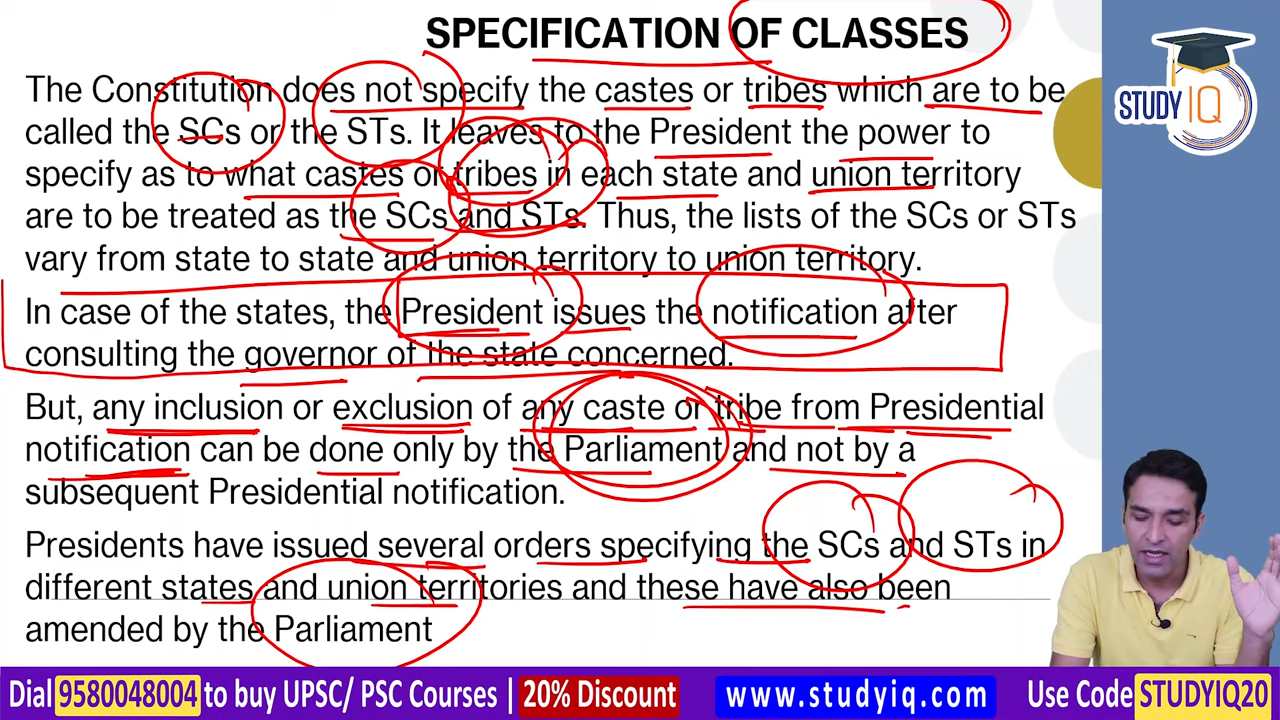 SPECIFICATION OF CLASSES
The Constitution does not specify the castes or tribes which are to be
called the SCs or the STs. It leaves to the President the power to
specify as to what castes or tribes in each state and union territory
are to be treated as the SCs and STs. Thus, the lists of the SCs or STs
vary from state to state and union territory to union territory.
In case of the states, the President issues the notification after
consulting the governor of the state concerned.
But, any inclusion or exclusion of any caste or tribe from Presidential
notification can be done only by the Parliament and not by a
subsequent Presidential notification.
Presidents have issued several orders specifying the SCs and STs in
different states and union territories and these have also been
amended by the Parliament
STUDY IQ
Dial 9580048004 to buy UPSC/ PSC Courses | 20% Discount www.studyiq.com Use Code STUDYIQ20